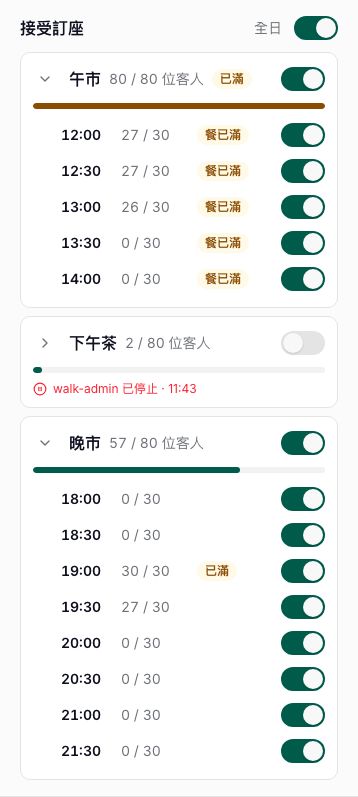 接受訂座 全日
午市 80 / 80 位客人 已滿
12:00 27 / 30 餐已滿
12:30 27 / 30 餐已滿
13:00 26 / 30 餐已滿
13:30 0 / 30 餐已滿
14:00 0 / 30 餐已滿
下午茶 2 / 80 位客人
walk-admin 已停止 · 11:43
晚市 57 / 80 位客人
18:00 0 / 30
18:30 0 / 30
19:00 30 / 30 已滿
19:30 27 / 30
20:00 0 / 30
20:30 0 / 30
21:00 0 / 30
21:30 0 / 30